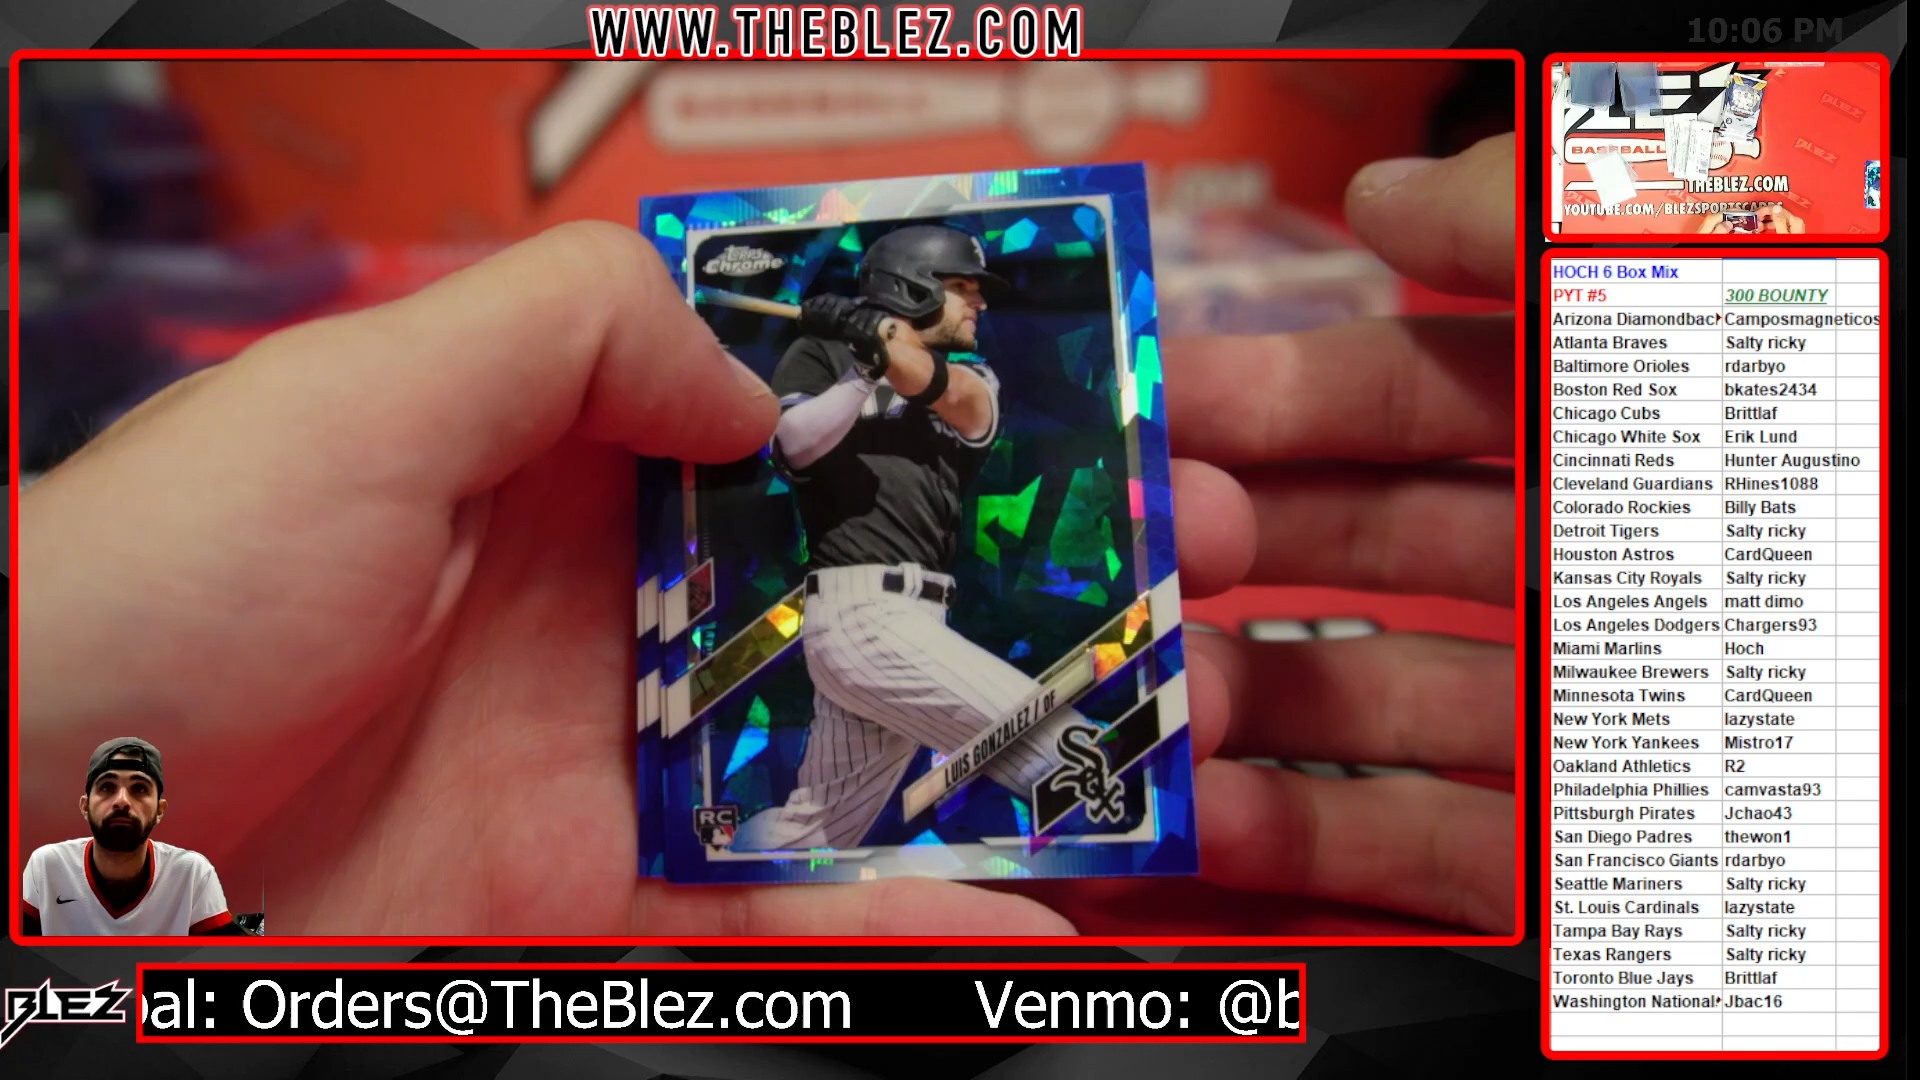 WWW.THEBLEZ.COM
10:06 PM
Topps
Chrome
LUIS GONZALEZ / OF
Sox
RC
BASEBALL
THEBLEZ.COM
YOUTUBE.COM/BLEZSPORTSCARDS
HOCH 6 Box Mix
PYT #5 300 BOUNTY
Arizona Diamondbac Camposmagneticos
Atlanta Braves Salty ricky
Baltimore Orioles rdarbyo
Boston Red Sox bkates2434
Chicago Cubs Brittlaf
Chicago White Sox Erik Lund
Cincinnati Reds Hunter Augustino
Cleveland Guardians RHines1088
Colorado Rockies Billy Bats
Detroit Tigers Salty ricky
Houston Astros CardQueen
Kansas City Royals Salty ricky
Los Angeles Angels matt dimo
Los Angeles Dodgers Chargers93
Miami Marlins Hoch
Milwaukee Brewers Salty ricky
Minnesota Twins CardQueen
New York Mets lazystate
New York Yankees Mistro17
Oakland Athletics R2
Philadelphia Phillies camvasta93
Pittsburgh Pirates Jchao43
San Diego Padres thewon1
San Francisco Giants rdarbyo
Seattle Mariners Salty ricky
St. Louis Cardinals lazystate
Tampa Bay Rays Salty ricky
Texas Rangers Salty ricky
Toronto Blue Jays Brittlaf
Washington National Jbac16
BLEZ
pal: Orders@TheBlez.com Venmo: @b